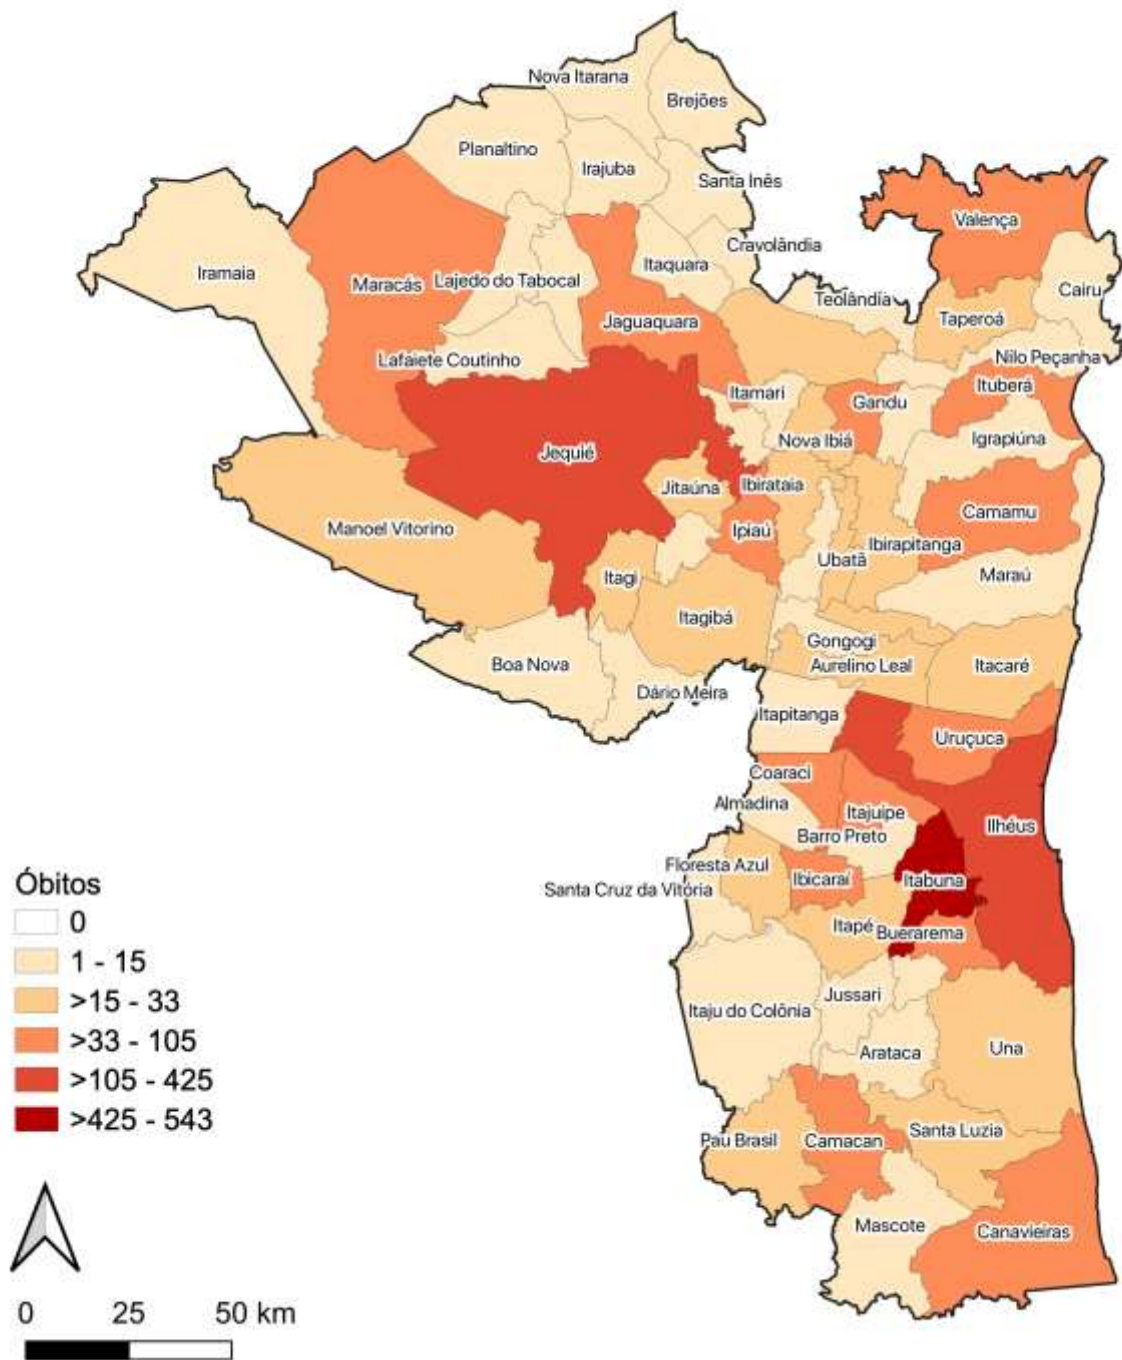 Nova Itarana
Brejões
Planaltino
Irajuba
Santa Inês
Valença
Cravolândia
Iramaia
Itaquara
Lajedo do Tabocal
Maracás
Cairu
Teolândia
Taperoá
Jaguaquara
Nilo Peçanha
Lafaiete Coutinho
Ituberá
Itamari
Gandu
Nova Ibiá
Igrapiúna
Jequié
Ibirataia
Jitaúna
Camamu
Manoel Vitorino
Ipiaú
Ibirapitanga
Ubatã
Maraú
Itagi
Itagibá
Gongogi
Boa Nova
Aurelino Leal
Itacaré
Dário Meira
Itapitanga
Uruçuca
Coaraci
Almadina
Itajuipe
Ilhéus
Barro Preto
Floresta Azul
Ibicaraí
Itabuna
Santa Cruz da Vitória
Itapé
Buerarema
Jussari
Itaju do Colônia
Arataca
Una
Santa Luzia
Pau Brasil
Camacan
Mascote
Canavieiras
Óbitos
0
1 - 15
>15 - 33
>33 - 105
>105 - 425
>425 - 543
0 25 50 km